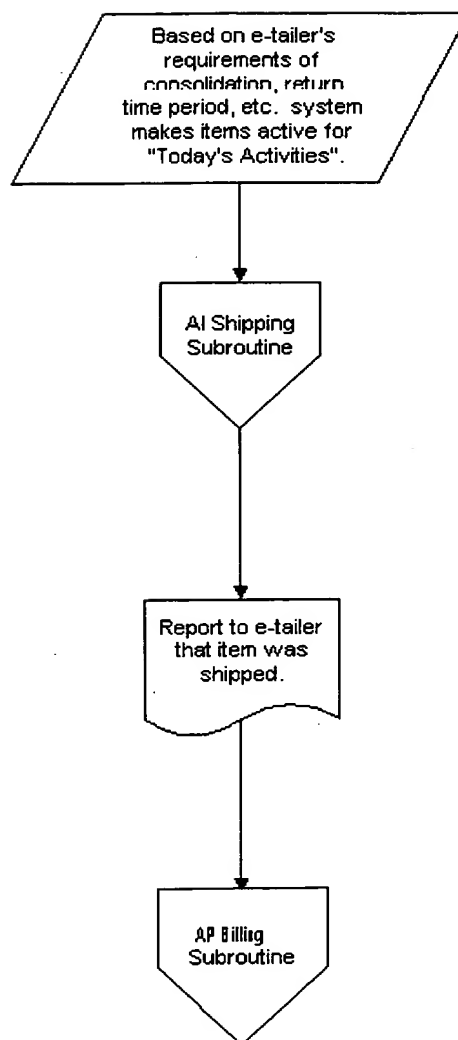 Based on e-tailer's
requirements of
consolidation, return
time period, etc. system
makes items active for
"Today's Activities".
AI Shipping
Subroutine
Report to e-tailer
that item was
shipped.
AP Billing
Subroutine